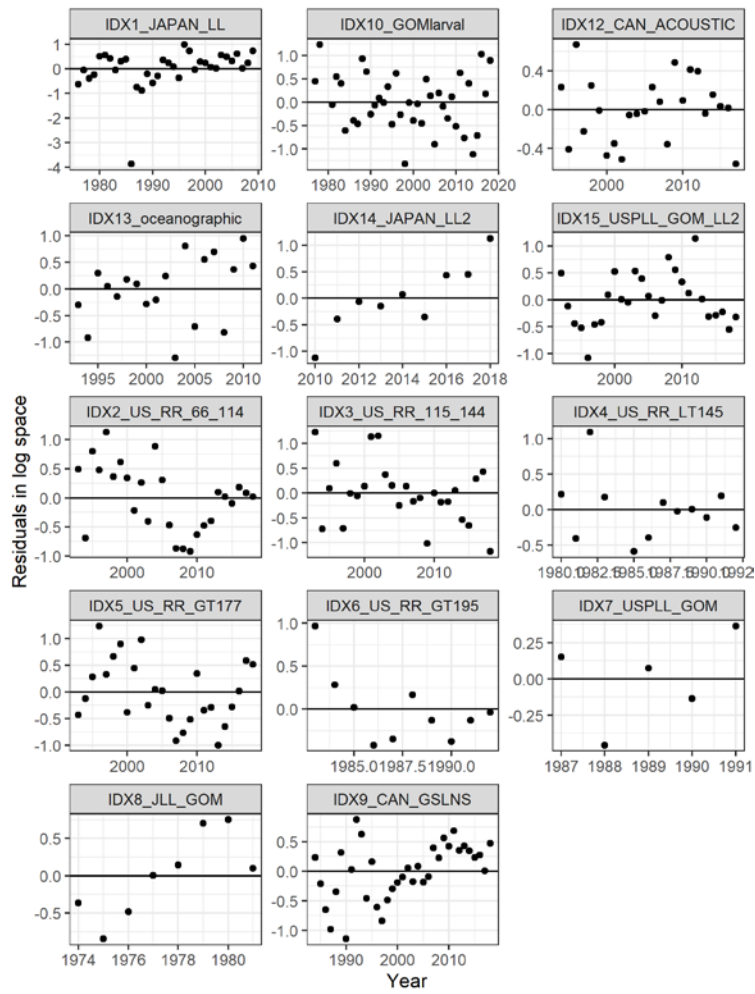 IDX1_JAPAN_LL
IDX10_GOMlarval
IDX12_CAN_ACOUSTIC
1
0
-1
-2
-3
-4
1980 1990 2000 2010
1.0
0.5
0.0
-0.5
-1.0
1980 1990 2000 2010 2020
0.4
0.0
-0.4
2000 2010
IDX13_oceanographic
IDX14_JAPAN_LL2
IDX15_USPLL_GOM_LL2
1.0
0.5
0.0
-0.5
-1.0
1995 2000 2005 2010
1.0
0.5
0.0
-0.5
-1.0
2010 2012 2014 2016 2018
1.0
0.5
0.0
-0.5
-1.0
2000 2010
IDX2_US_RR_66_114
IDX3_US_RR_115_144
IDX4_US_RR_LT145
1.0
0.5
0.0
-0.5
-1.0
2000 2010
1.0
0.5
0.0
-0.5
-1.0
2000 2010
1.0
0.5
0.0
-0.5
1980.0 1982.5 1985.0 1987.5 1990.0 1992.5
Residuals in log space
IDX5_US_RR_GT177
IDX6_US_RR_GT195
IDX7_USPLL_GOM
1.0
0.5
0.0
-0.5
-1.0
2000 2010
1.0
0.5
0.0
1985.0 1987.5 1990.0
0.25
0.00
-0.25
1987 1988 1989 1990 1991
IDX8_JLL_GOM
IDX9_CAN_GSLNS
0.5
0.0
-0.5
1974 1976 1978 1980
0.5
0.0
-0.5
-1.0
1990 2000 2010
Year